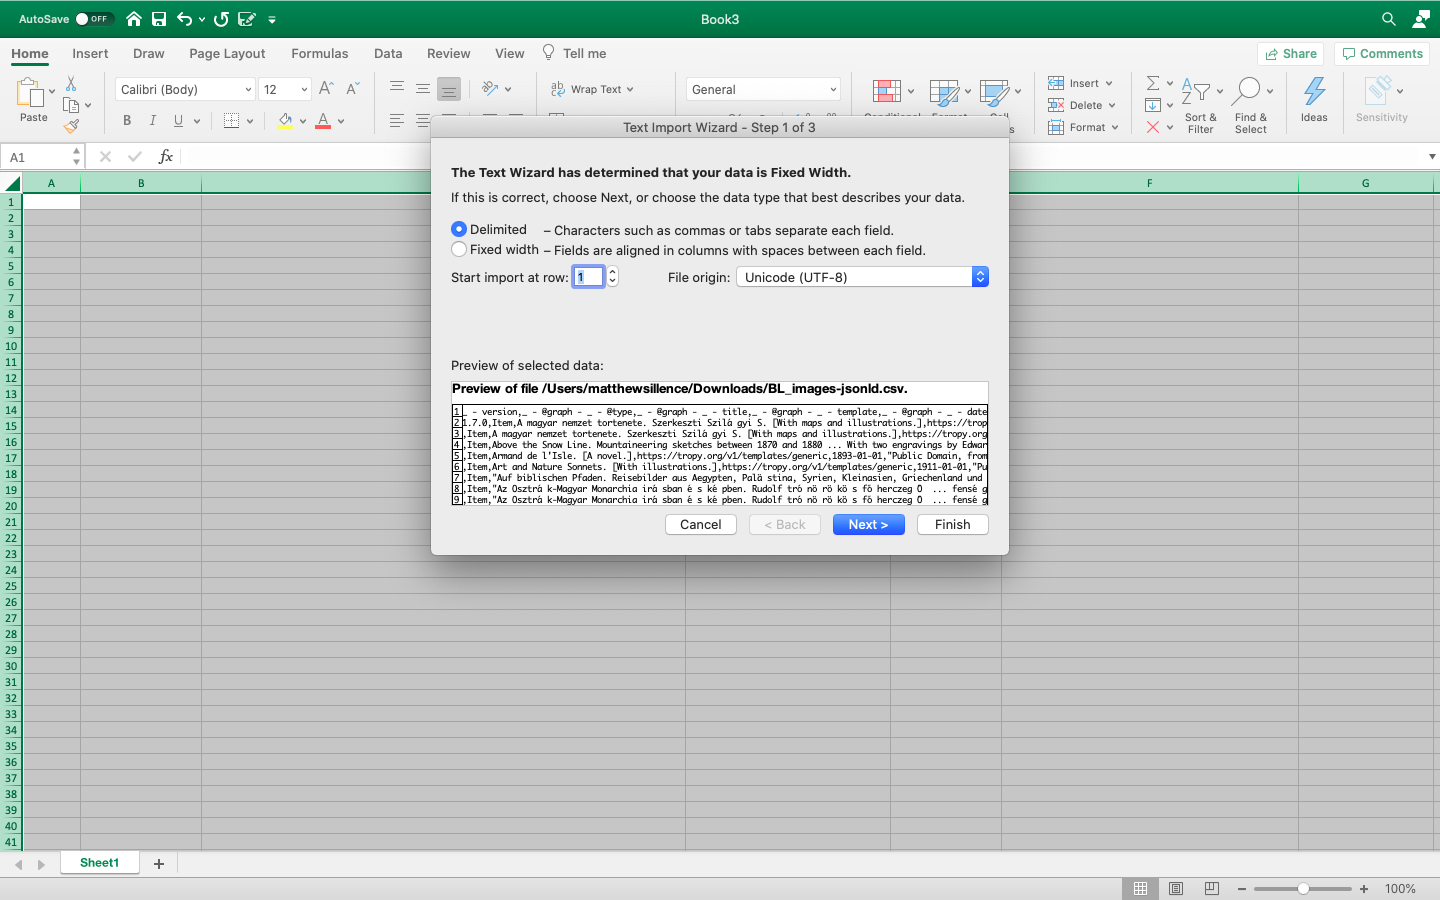 AutoSave OFF
Book3
Home Insert Draw Page Layout Formulas Data Review View Tell me Share Comments
Calibri (Body) 12 Wrap Text General Insert
Delete
Paste B I U Format Sort & Filter Find & Select Ideas Sensitivity
A1 fx
Text Import Wizard - Step 1 of 3
The Text Wizard has determined that your data is Fixed Width.
If this is correct, choose Next, or choose the data type that best describes your data.
Delimited – Characters such as commas or tabs separate each field.
Fixed width – Fields are aligned in columns with spaces between each field.
Start import at row: 1 File origin: Unicode (UTF-8)
Preview of selected data:
Preview of file /Users/matthewsillence/Downloads/BL_images-jsonld.csv.
1 _ - version,_ - @graph - _ - @type,_ - @graph - _ - title,_ - @graph - _ - template,_ - @graph - _ - date
2 1.7.0,Item,A magyar nemzet tortenete. Szerkeszti Szilá gyi S. [With maps and illustrations.],https://trop
3 ,Item,A magyar nemzet tortenete. Szerkeszti Szilá gyi S. [With maps and illustrations.],https://tropy.org
4 ,Item,Above the Snow Line. Mountaineering sketches between 1870 and 1880 ... With two engravings by Edwar
5 ,Item,Armand de l'Isle. [A novel.],https://tropy.org/v1/templates/generic,1893-01-01,"Public Domain, from
6 ,Item,Art and Nature Sonnets. [With illustrations.],https://tropy.org/v1/templates/generic,1911-01-01,"Pu
7 ,Item,"Auf biblischen Pfaden. Reisebilder aus Aegypten, Palä stina, Syrien, Kleinasien, Griechenland und
8 ,Item,"Az Osztrá k-Magyar Monarchia irá sban é s ké pben. Rudolf tró nö rö kö s fő herczeg Ő ... fensé g
9 ,Item,"Az Osztrá k-Magyar Monarchia irá sban é s ké pben. Rudolf tró nö rö kö s fő herczeg Ő ... fensé g
Cancel < Back Next > Finish
A B F G
1
2
3
4
5
6
7
8
9
10
11
12
13
14
15
16
17
18
19
20
21
22
23
24
25
26
27
28
29
30
31
32
33
34
35
36
37
38
39
40
41
Sheet1
100%